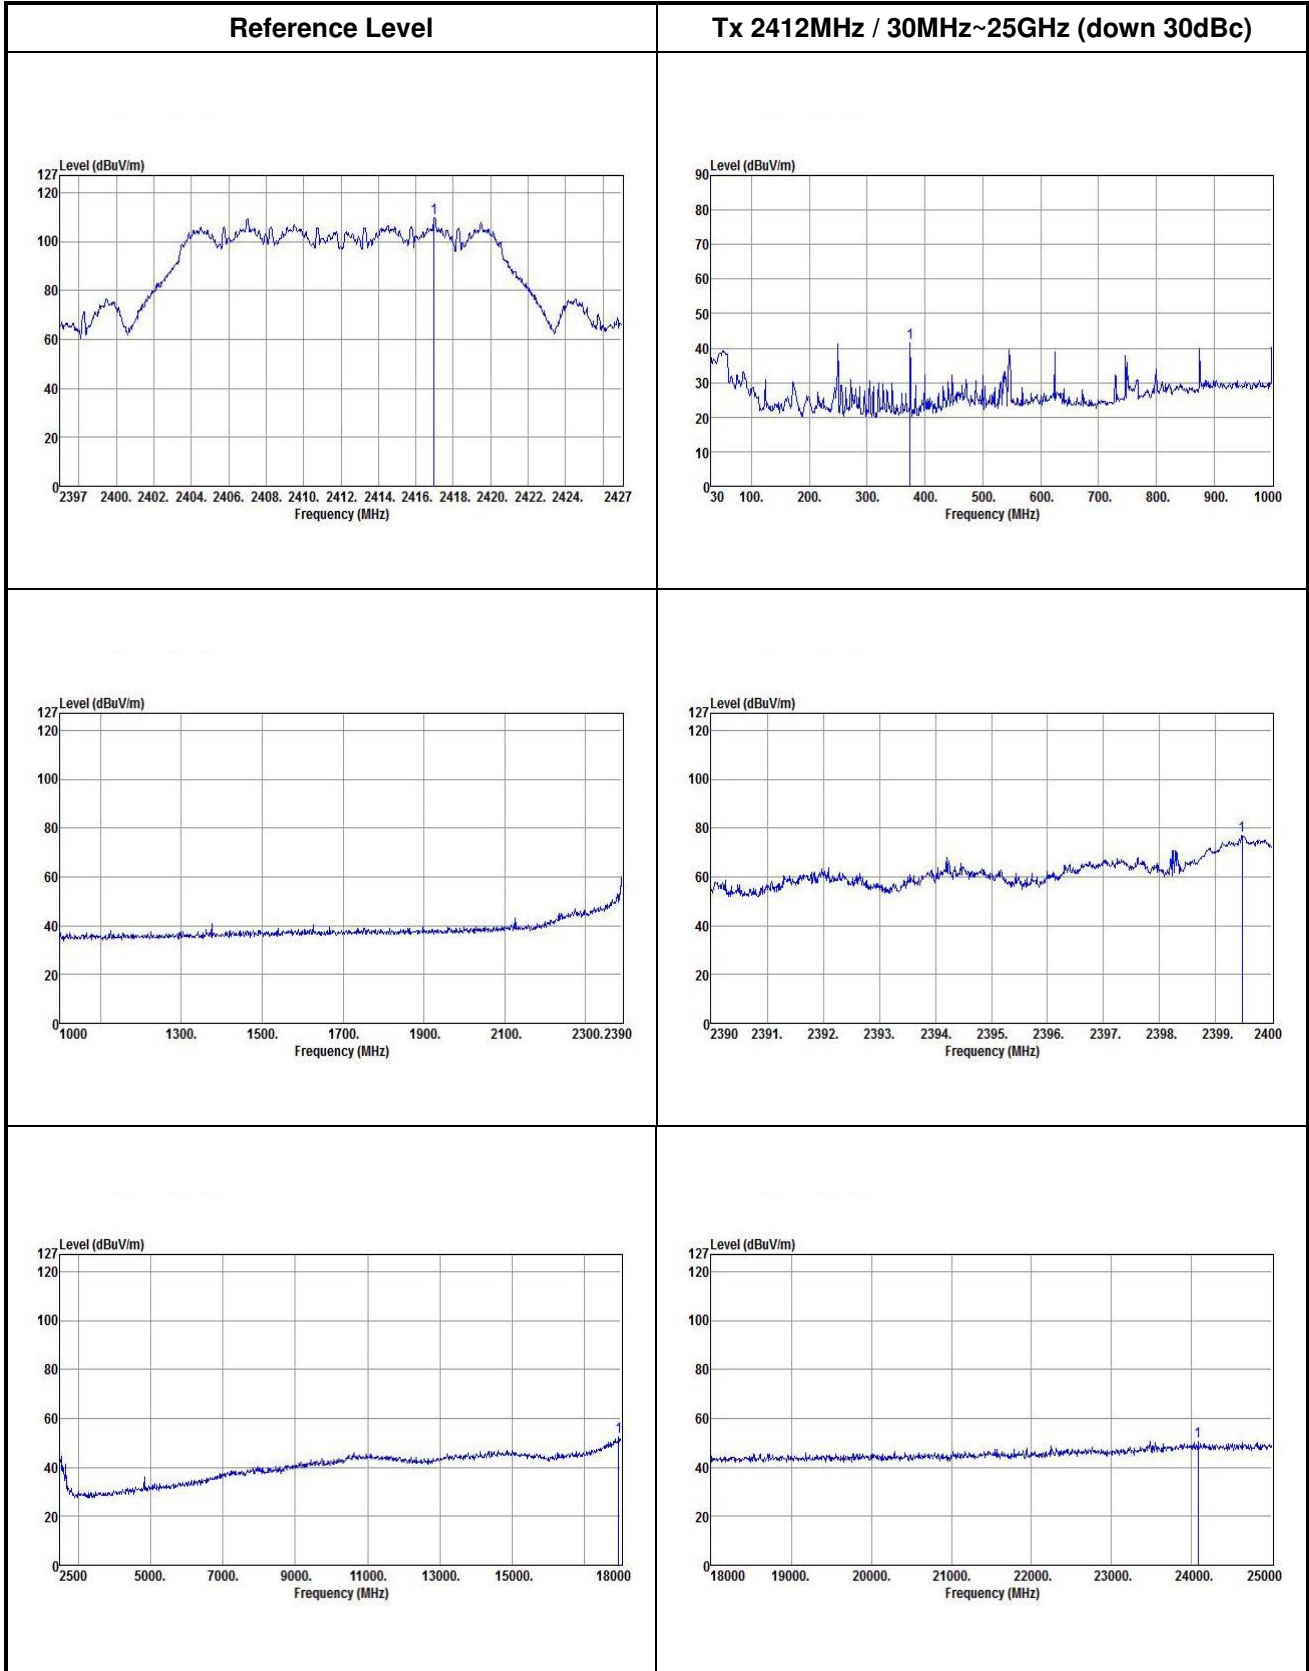 Reference Level
Tx 2412MHz / 30MHz~25GHz (down 30dBc)
127 Level (dBuV/m)
120
100
80
60
40
20
0
1
2397 2400. 2402. 2404. 2406. 2408. 2410. 2412. 2414. 2416. 2418. 2420. 2422. 2424. 2427
Frequency (MHz)
90 Level (dBuV/m)
80
70
60
50
40
30
20
10
0
1
30 100. 200. 300. 400. 500. 600. 700. 800. 900. 1000
Frequency (MHz)
127 Level (dBuV/m)
120
100
80
60
40
20
0
1000 1300. 1500. 1700. 1900. 2100. 2300. 2390
Frequency (MHz)
127 Level (dBuV/m)
120
100
80
60
40
20
0
1
2390 2391. 2392. 2393. 2394. 2395. 2396. 2397. 2398. 2399. 2400
Frequency (MHz)
127 Level (dBuV/m)
120
100
80
60
40
20
0
1
2500 5000. 7000. 9000. 11000. 13000. 15000. 18000
Frequency (MHz)
127 Level (dBuV/m)
120
100
80
60
40
20
0
1
18000 19000. 20000. 21000. 22000. 23000. 24000. 25000
Frequency (MHz)